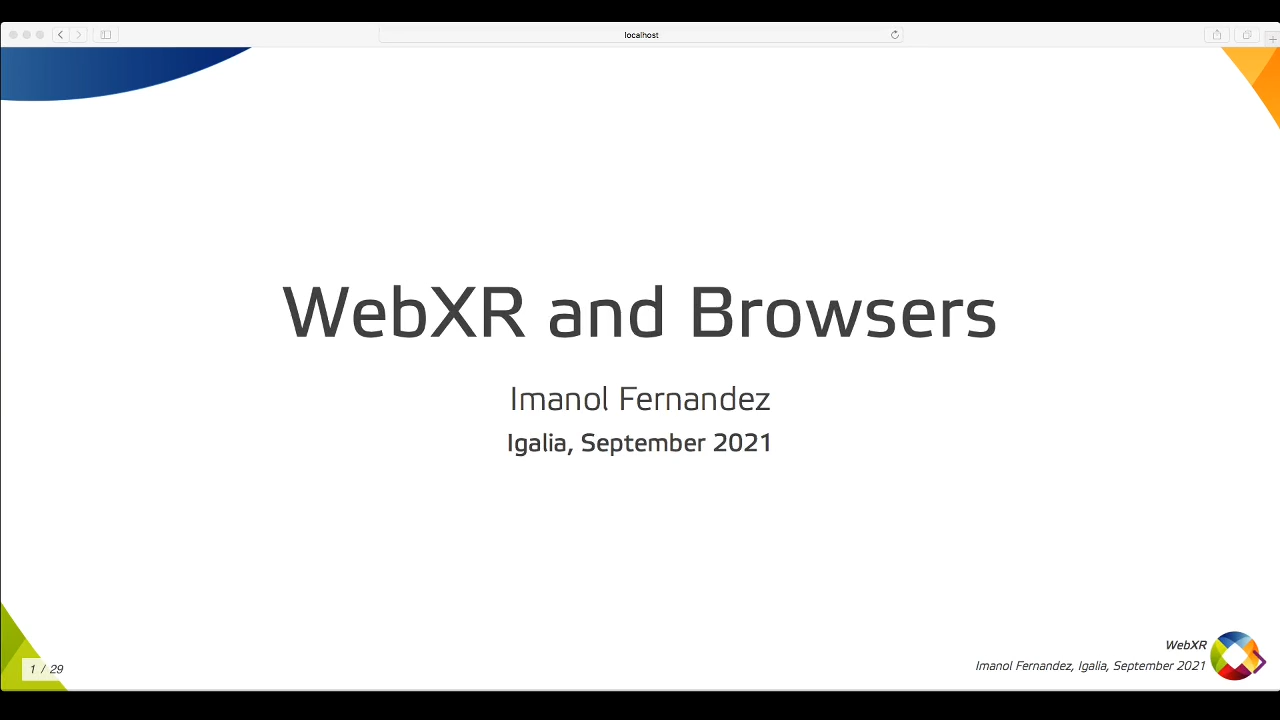 localhost
WebXR and Browsers
Imanol Fernandez
Igalia, September 2021
WebXR
1 / 29
Imanol Fernandez, Igalia, September 2021